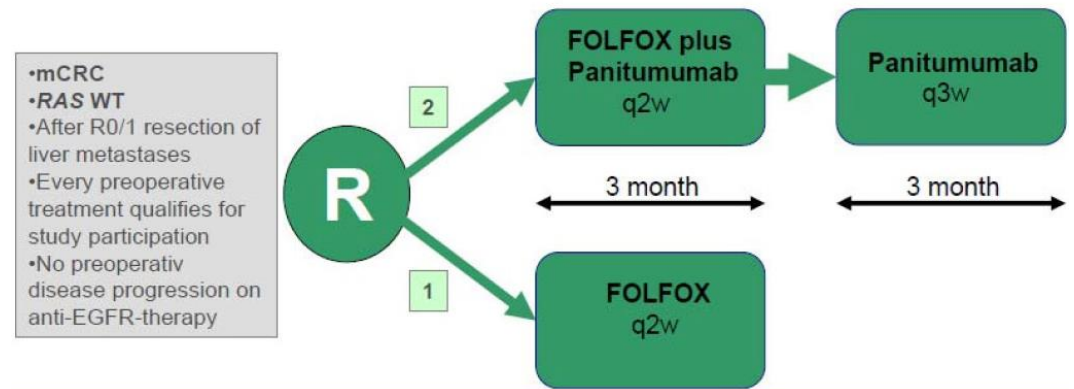 •mCRC
•RAS WT
•After R0/1 resection of
liver metastases
•Every preoperative
treatment qualifies for
study participation
•No preoperativ
disease progression on
anti-EGFR-therapy
R
2
1
FOLFOX plus
Panitumumab
q2w
Panitumumab
q3w
3 month
3 month
FOLFOX
q2w